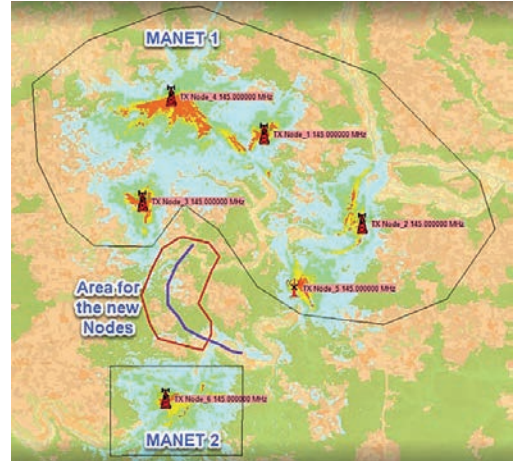 MANET 1
TX Node_4 145.000000 MHz
TX Node_1 145.000000 MHz
TX Node_3 145.000000 MHz
TX Node_2 145.000000 MHz
Area for
the new
Nodes
TX Node_5 145.000000 MHz
TX Node_6 145.000000 MHz
MANET 2